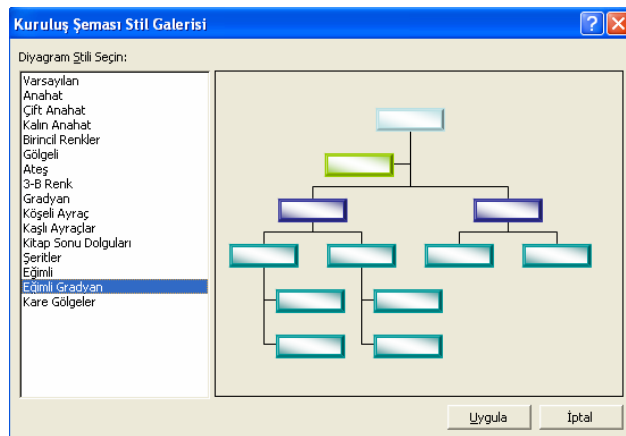 Kuruluş Şeması Stil Galerisi
Diyagram Stili Seçin:
Varsayılan
Anahat
Çift Anahat
Kalın Anahat
Birincil Renkler
Gölgeli
Ateş
3-B Renk
Gradyan
Köşeli Ayraç
Kaşlı Ayraçlar
Kitap Sonu Dolguları
Şeritler
Eğimli
Eğimli Gradyan
Kare Gölgeler
Uygula
İptal